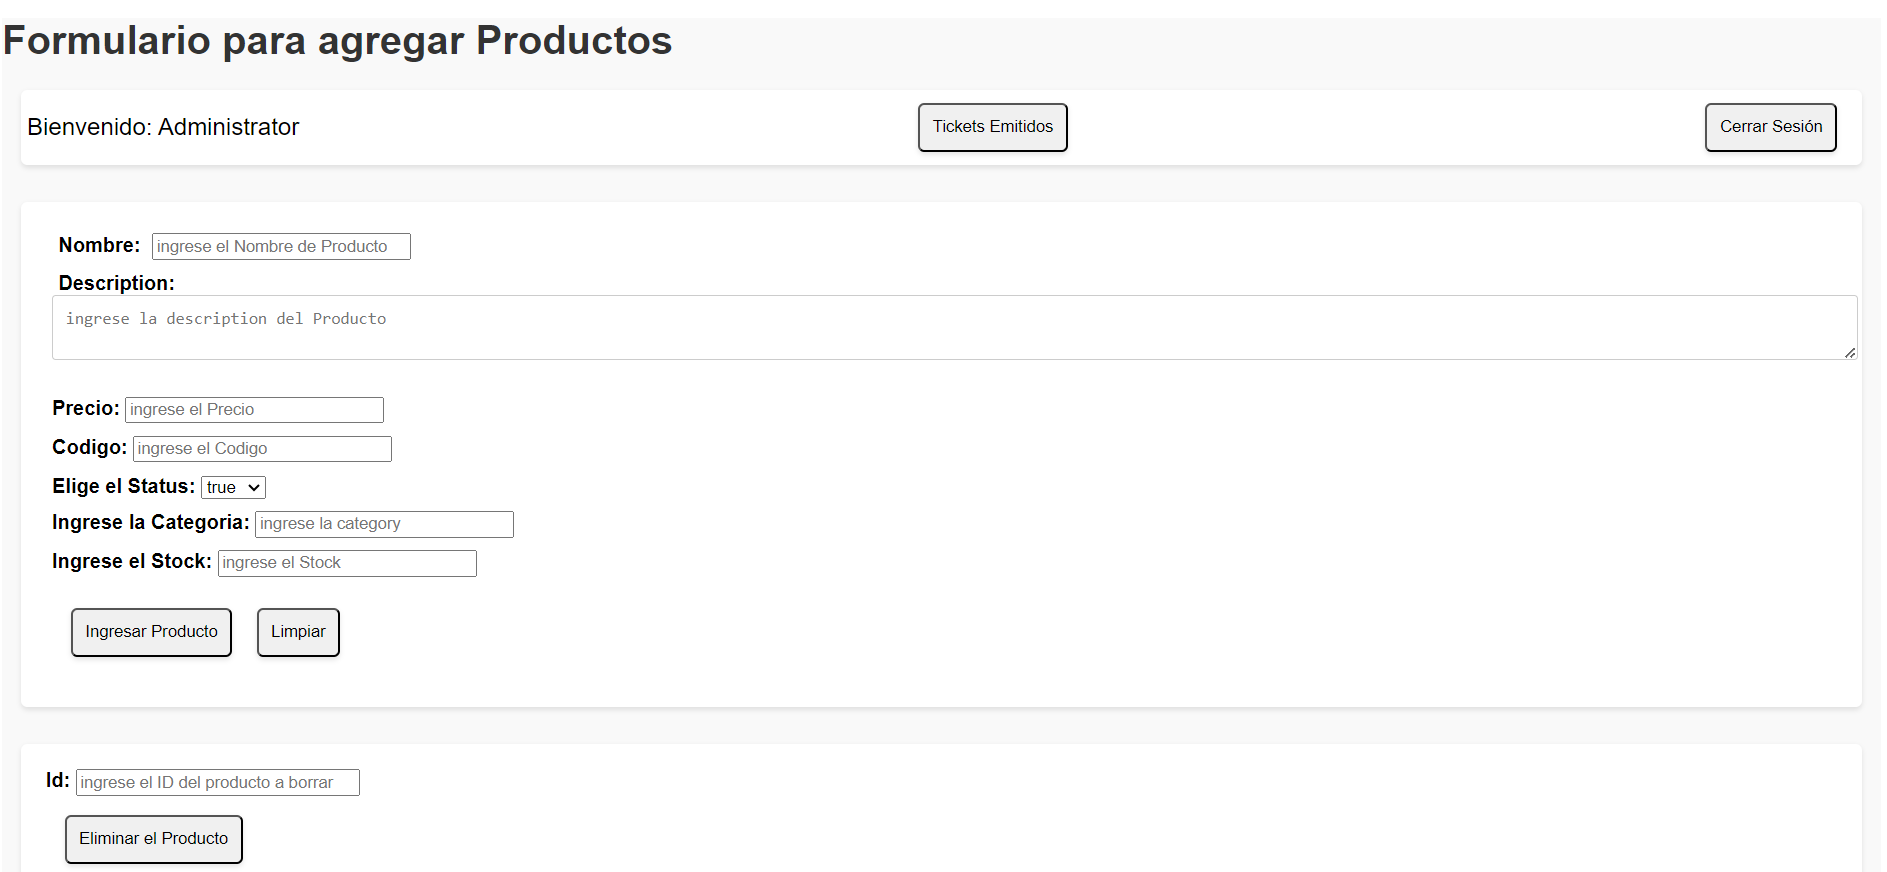 Formulario para agregar Productos
Bienvenido: Administrator Tickets Emitidos Cerrar Sesión
Nombre: ingrese el Nombre de Producto
Description:
ingrese la description del Producto
Precio: ingrese el Precio
Codigo: ingrese el Codigo
Elige el Status: true
Ingrese la Categoria: ingrese la category
Ingrese el Stock: ingrese el Stock
Ingresar Producto Limpiar
Id: ingrese el ID del producto a borrar
Eliminar el Producto